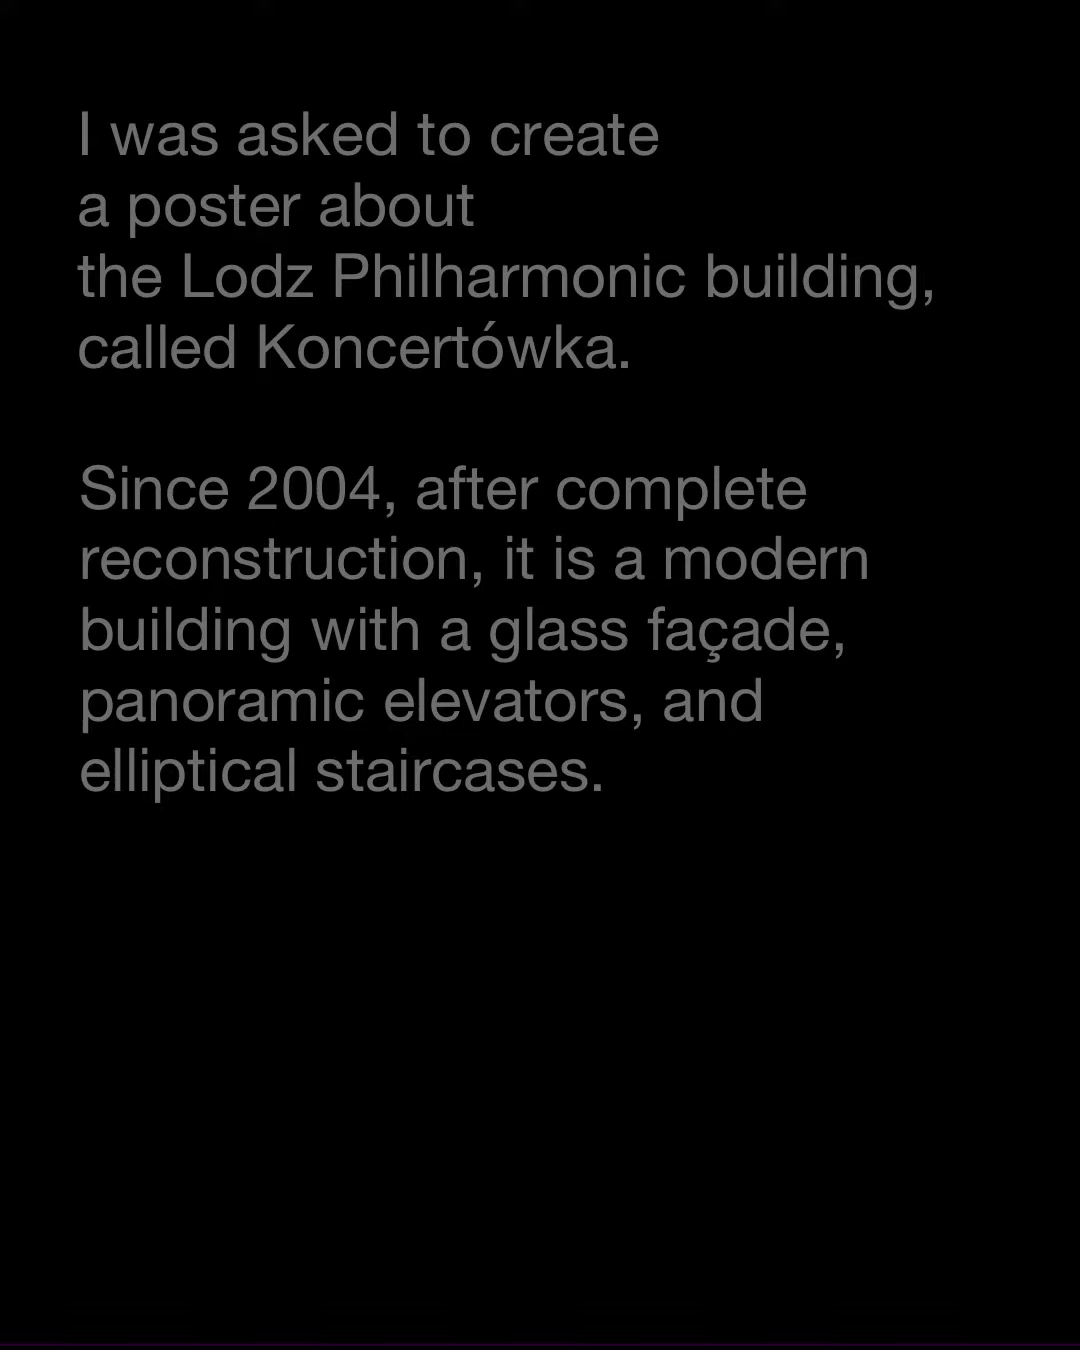 I was asked to create
a poster about
the Lodz Philharmonic building,
called Koncertówka.
Since 2004, after complete
reconstruction, it is a modern
building with a glass façade,
panoramic elevators, and
elliptical staircases.